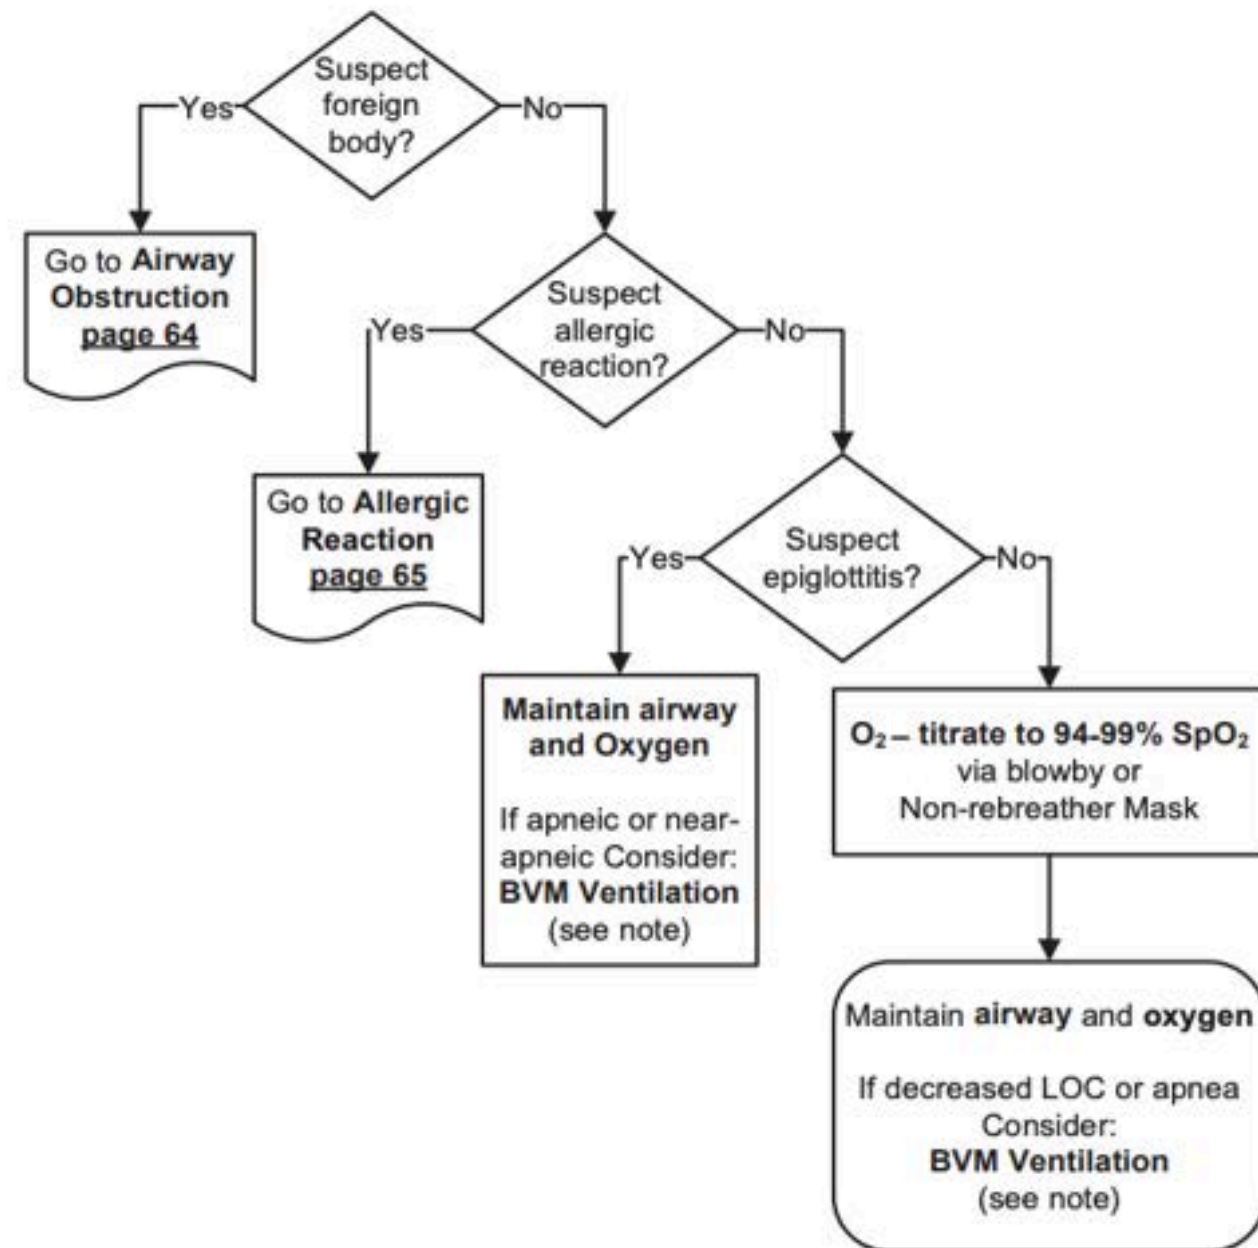 Suspect
foreign
body?
Yes
No
Go to Airway
Obstruction
page 64
Suspect
allergic
reaction?
Yes
No
Go to Allergic
Reaction
page 65
Suspect
epiglottitis?
Yes
No
Maintain airway
and Oxygen
If apneic or near-
apneic Consider:
BVM Ventilation
(see note)
O₂ – titrate to 94-99% SpO₂
via blowby or
Non-rebreather Mask
Maintain airway and oxygen
If decreased LOC or apnea
Consider:
BVM Ventilation
(see note)